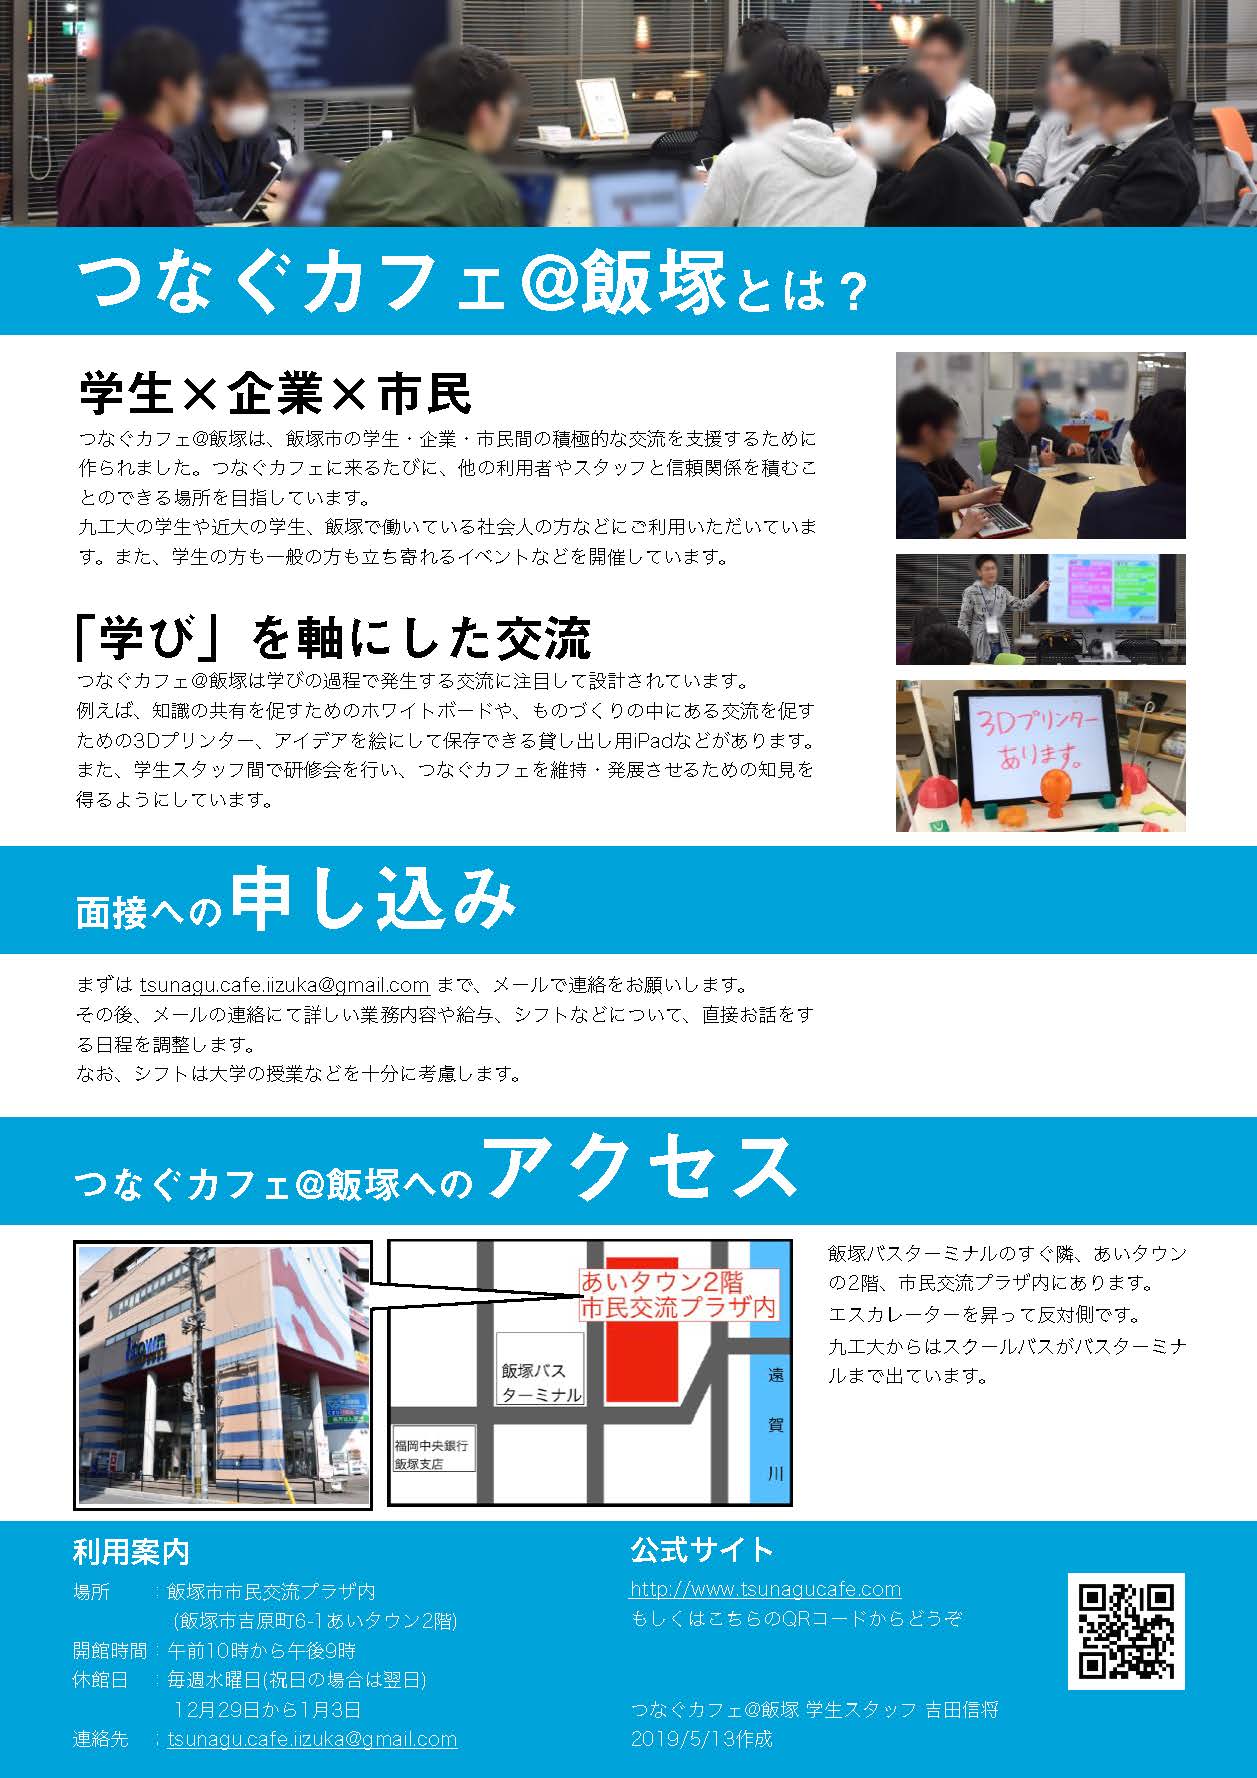 つなぐカフェ@飯塚とは？
学生×企業×市民
つなぐカフェ@飯塚は、飯塚市の学生・企業・市民間の積極的な交流を支援するために
作られました。つなぐカフェに来るたびに、他の利用者やスタッフと信頼関係を積むこ
とのできる場所を目指しています。
九工大の学生や近大の学生、飯塚で働いている社会人の方などにご利用いただいていま
す。また、学生の方も一般の方も立ち寄れるイベントなどを開催しています。
「学び」を軸にした交流
つなぐカフェ@飯塚は学びの過程で発生する交流に注目して設計されています。
例えば、知識の共有を促すためのホワイトボードや、ものづくりの中にある交流を促す
ための3Dプリンター、アイデアを絵にして保存できる貸し出し用iPadなどがあります。
また、学生スタッフ間で研修会を行い、つなぐカフェを維持・発展させるための知見を
得るようにしています。
3Dプリンター
あります。
面接への申し込み
まずは tsunagu.cafe.iizuka@gmail.com まで、メールで連絡をお願いします。
その後、メールの連絡にて詳しい業務内容や給与、シフトなどについて、直接お話をす
る日程を調整します。
なお、シフトは大学の授業などを十分に考慮します。
つなぐカフェ@飯塚へのアクセス
あいタウン2階
市民交流プラザ内
飯塚バス
ターミナル
福岡中央銀行
飯塚支店
遠
賀
川
飯塚バスターミナルのすぐ隣、あいタウン
の2階、市民交流プラザ内にあります。
エスカレーターを昇って反対側です。
九工大からはスクールバスがバスターミナ
ルまで出ています。
利用案内
場所 : 飯塚市市民交流プラザ内
(飯塚市吉原町6-1あいタウン2階)
開館時間 : 午前10時から午後9時
休館日 : 毎週水曜日(祝日の場合は翌日)
12月29日から1月3日
連絡先 : tsunagu.cafe.iizuka@gmail.com
公式サイト
http://www.tsunagucafe.com
もしくはこちらのQRコードからどうぞ
つなぐカフェ@飯塚 学生スタッフ 吉田信将
2019/5/13作成